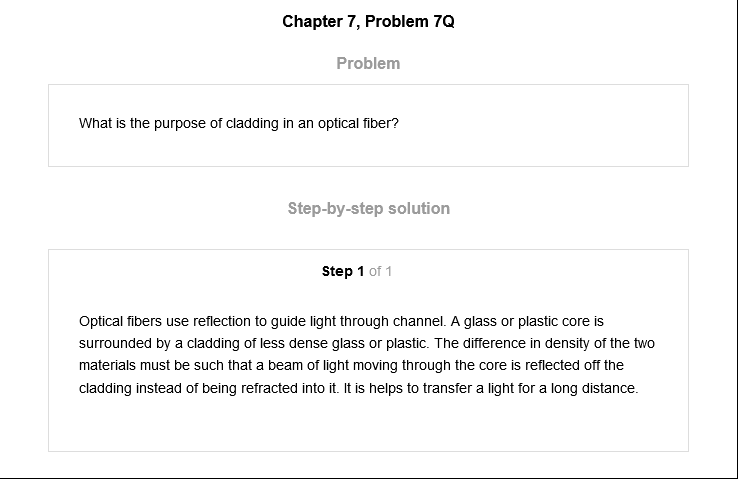 Chapter 7, Problem 7Q
Problem
What is the purpose of cladding in an optical fiber?
Step-by-step solution
Step 1 of 1
Optical fibers use reflection to guide light through channel. A glass or plastic core is
surrounded by a cladding of less dense glass or plastic. The difference in density of the two
materials must be such that a beam of light moving through the core is reflected off the
cladding instead of being refracted into it. It is helps to transfer a light for a long distance.